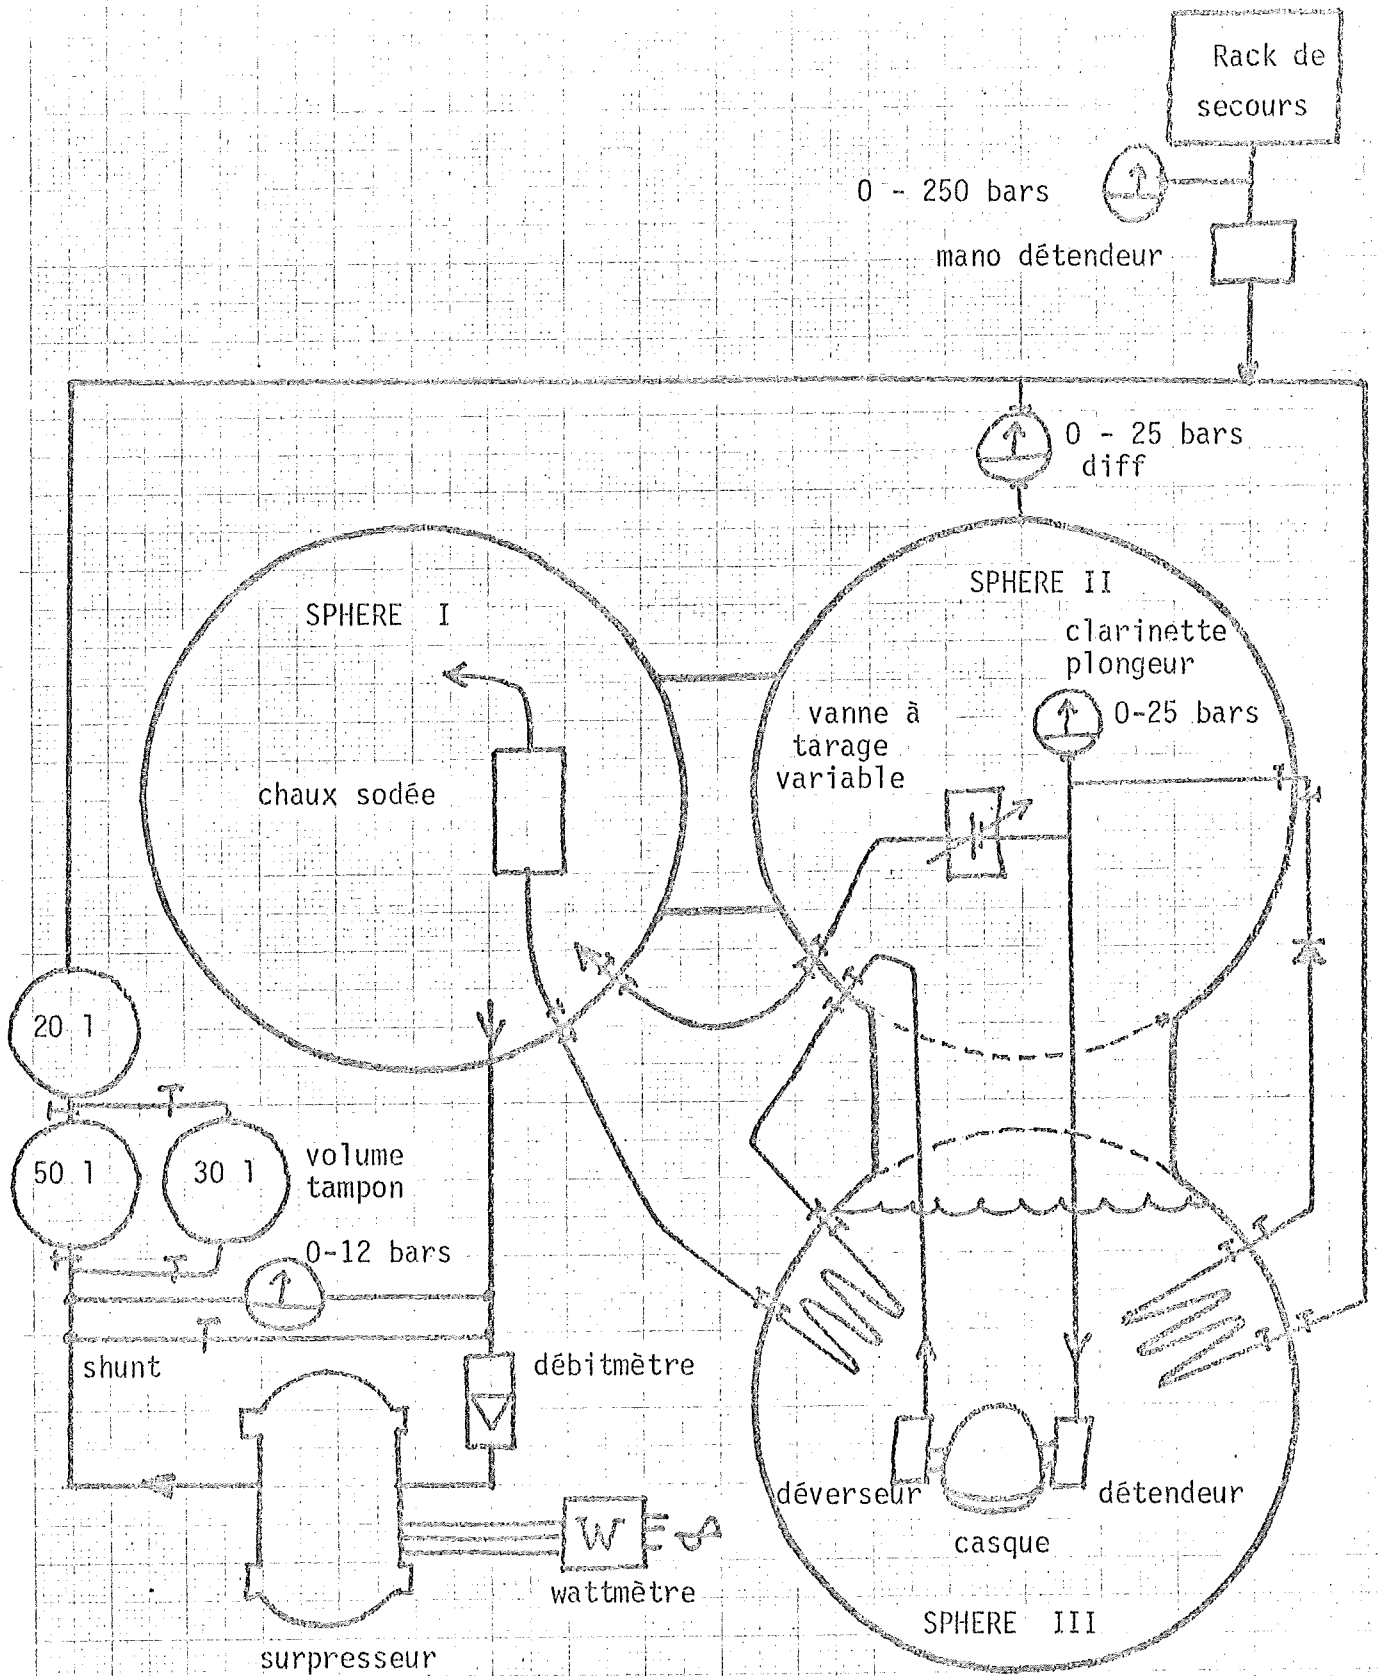 Rack de
secours
0 - 250 bars
mano détendeur
0 - 25 bars
diff
SPHERE I
SPHERE II
clarinette
plongeur
0-25 bars
vanne à
tarage
variable
chaux sodée
20 l
50 l
30 l
volume
tampon
0-12 bars
shunt
débitmètre
déverseur
détendeur
casque
W
wattmètre
SPHERE III
surpresseur